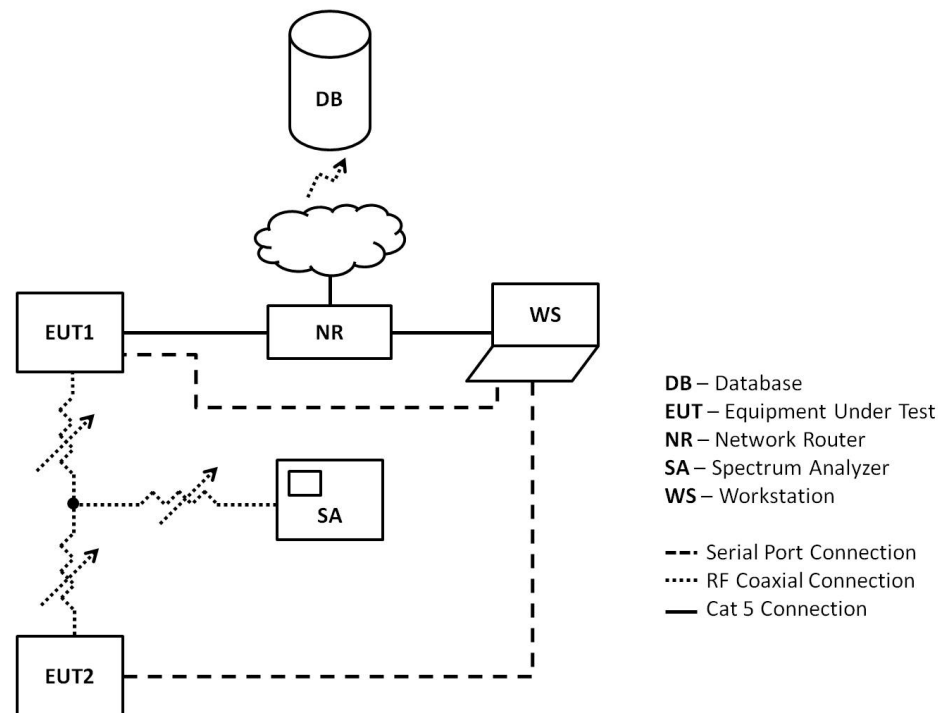 DB
EUT1
NR
WS
SA
EUT2
DB – Database
EUT – Equipment Under Test
NR – Network Router
SA – Spectrum Analyzer
WS – Workstation
Serial Port Connection
RF Coaxial Connection
Cat 5 Connection